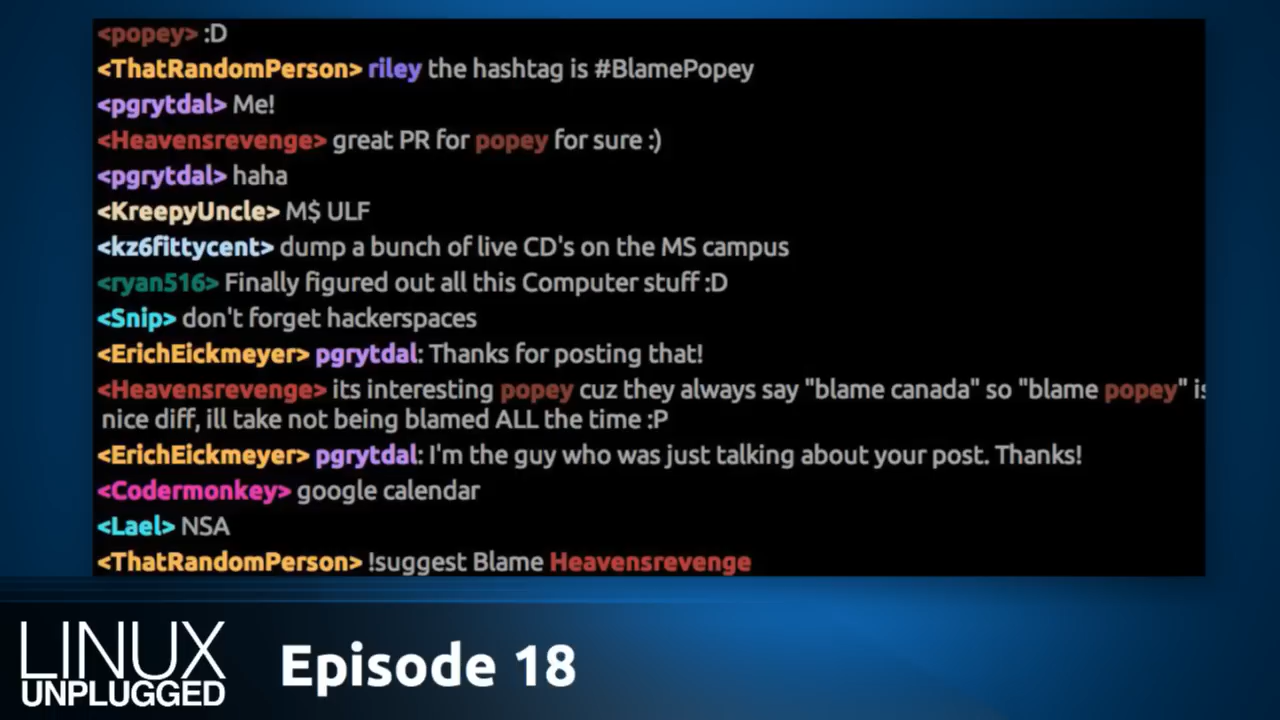 <popey> :D
<ThatRandomPerson> riley the hashtag is #BlamePopey
<pgrytdal> Me!
<Heavensrevenge> great PR for popey for sure :)
<pgrytdal> haha
<KreepyUncle> M$ ULF
<kz6fittycent> dump a bunch of live CD's on the MS campus
<ryan516> Finally figured out all this Computer stuff :D
<Snip> don't forget hackerspaces
<ErichEickmeyer> pgrytdal: Thanks for posting that!
<Heavensrevenge> its interesting popey cuz they always say "blame canada" so "blame popey" is
nice diff, ill take not being blamed ALL the time :P
<ErichEickmeyer> pgrytdal: I'm the guy who was just talking about your post. Thanks!
<Codermonkey> google calendar
<Lael> NSA
<ThatRandomPerson> !suggest Blame Heavensrevenge
LINUX
UNPLUGGED
Episode 18